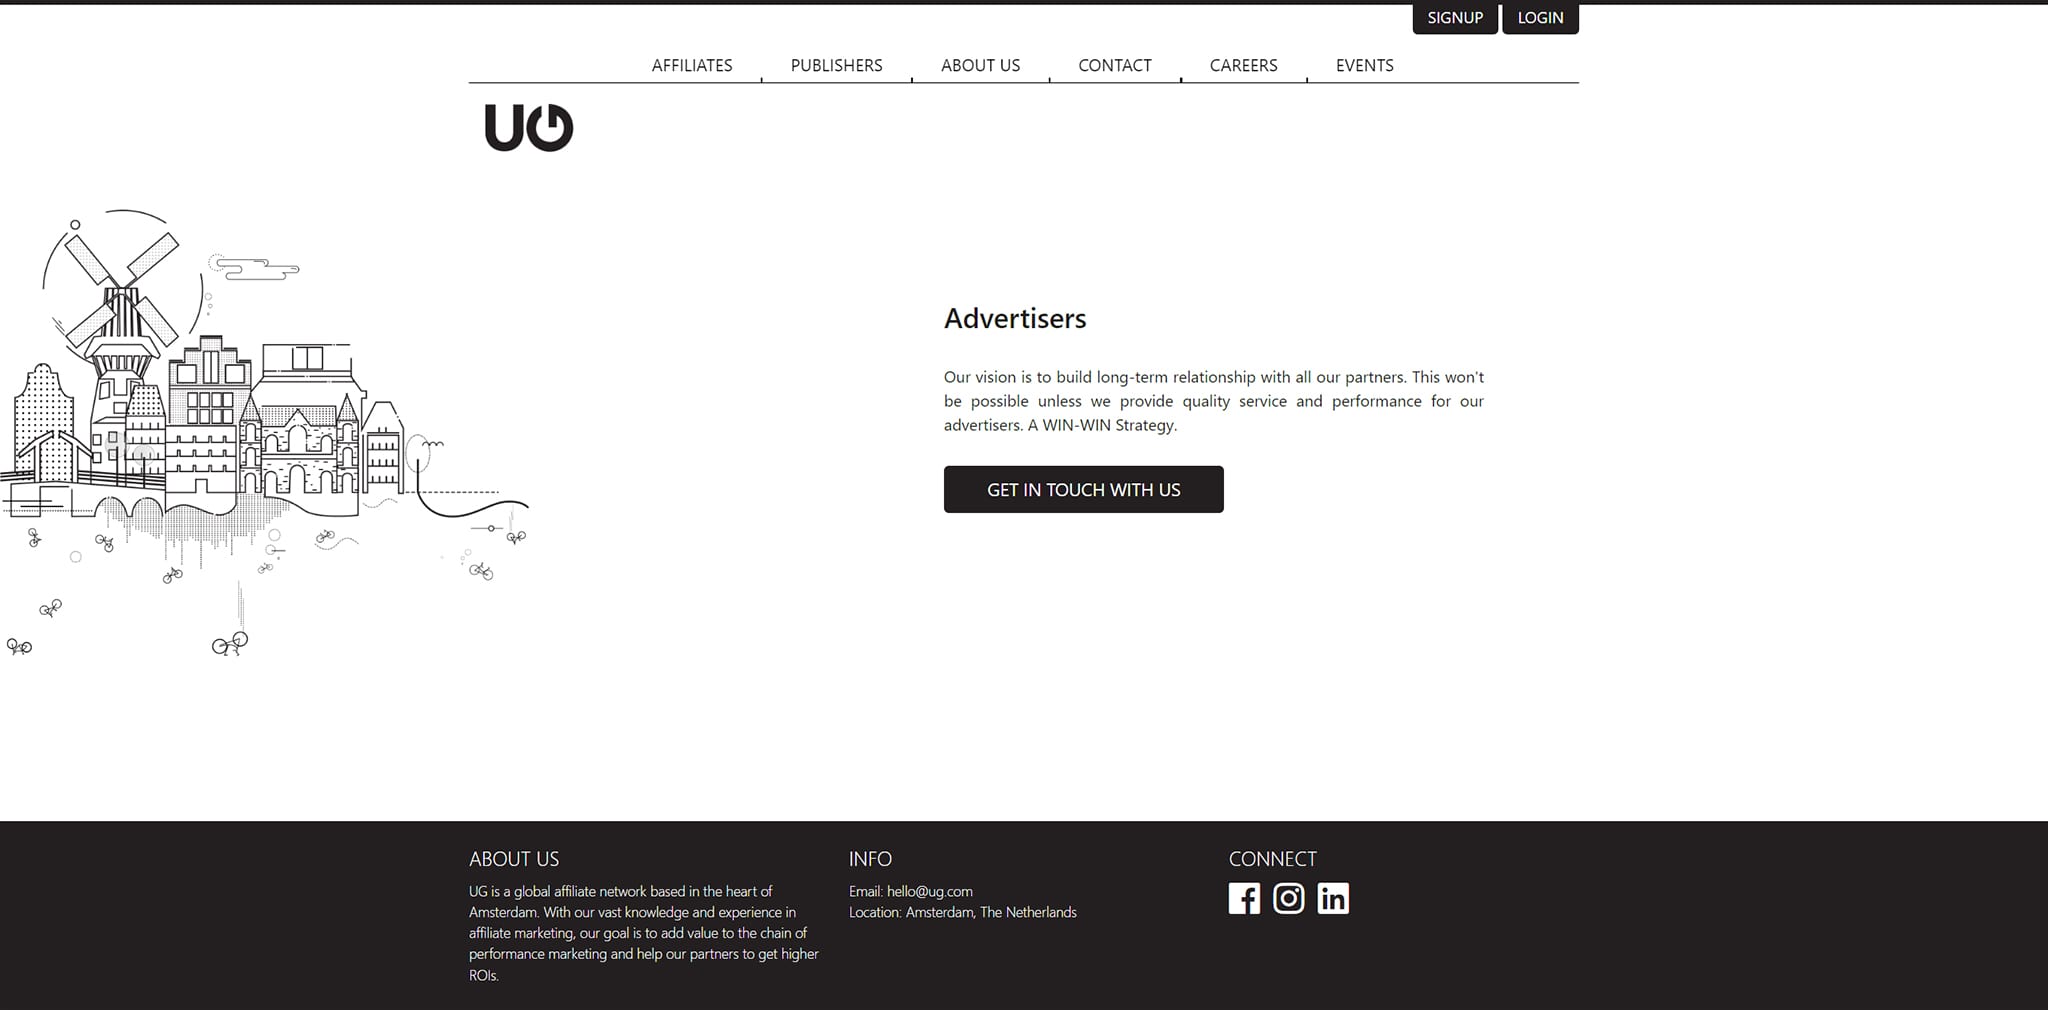 SIGNUP LOGIN
AFFILIATES PUBLISHERS ABOUT US CONTACT CAREERS EVENTS
UG
Advertisers
Our vision is to build long-term relationship with all our partners. This won't
be possible unless we provide quality service and performance for our
advertisers. A WIN-WIN Strategy.
GET IN TOUCH WITH US
ABOUT US
UG is a global affiliate network based in the heart of
Amsterdam. With our vast knowledge and experience in
affiliate marketing, our goal is to add value to the chain of
performance marketing and help our partners to get higher
ROIs.
INFO
Email: hello@ug.com
Location: Amsterdam, The Netherlands
CONNECT